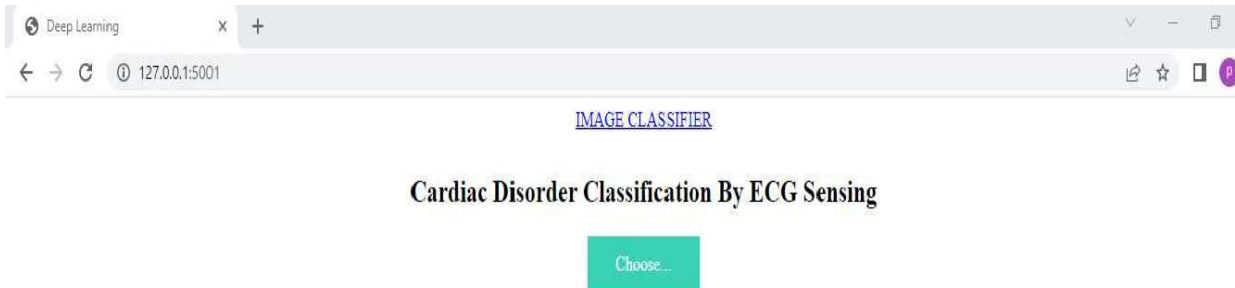 Deep Learning
127.0.0.1:5001
P
IMAGE CLASSIFIER
Cardiac Disorder Classification By ECG Sensing
Choose...